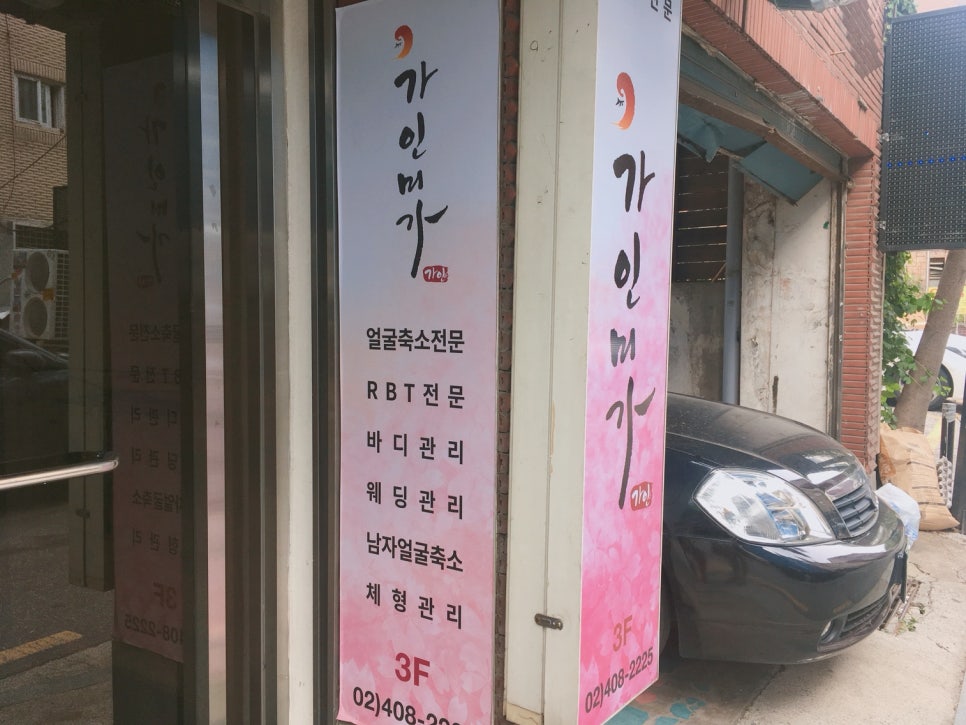 가인미가
가인
얼굴축소전문
RBT전문
바디관리
웨딩관리
남자얼굴축소
체형관리
3F
02)408-22
가인미가
가인
3F
02)408-2225